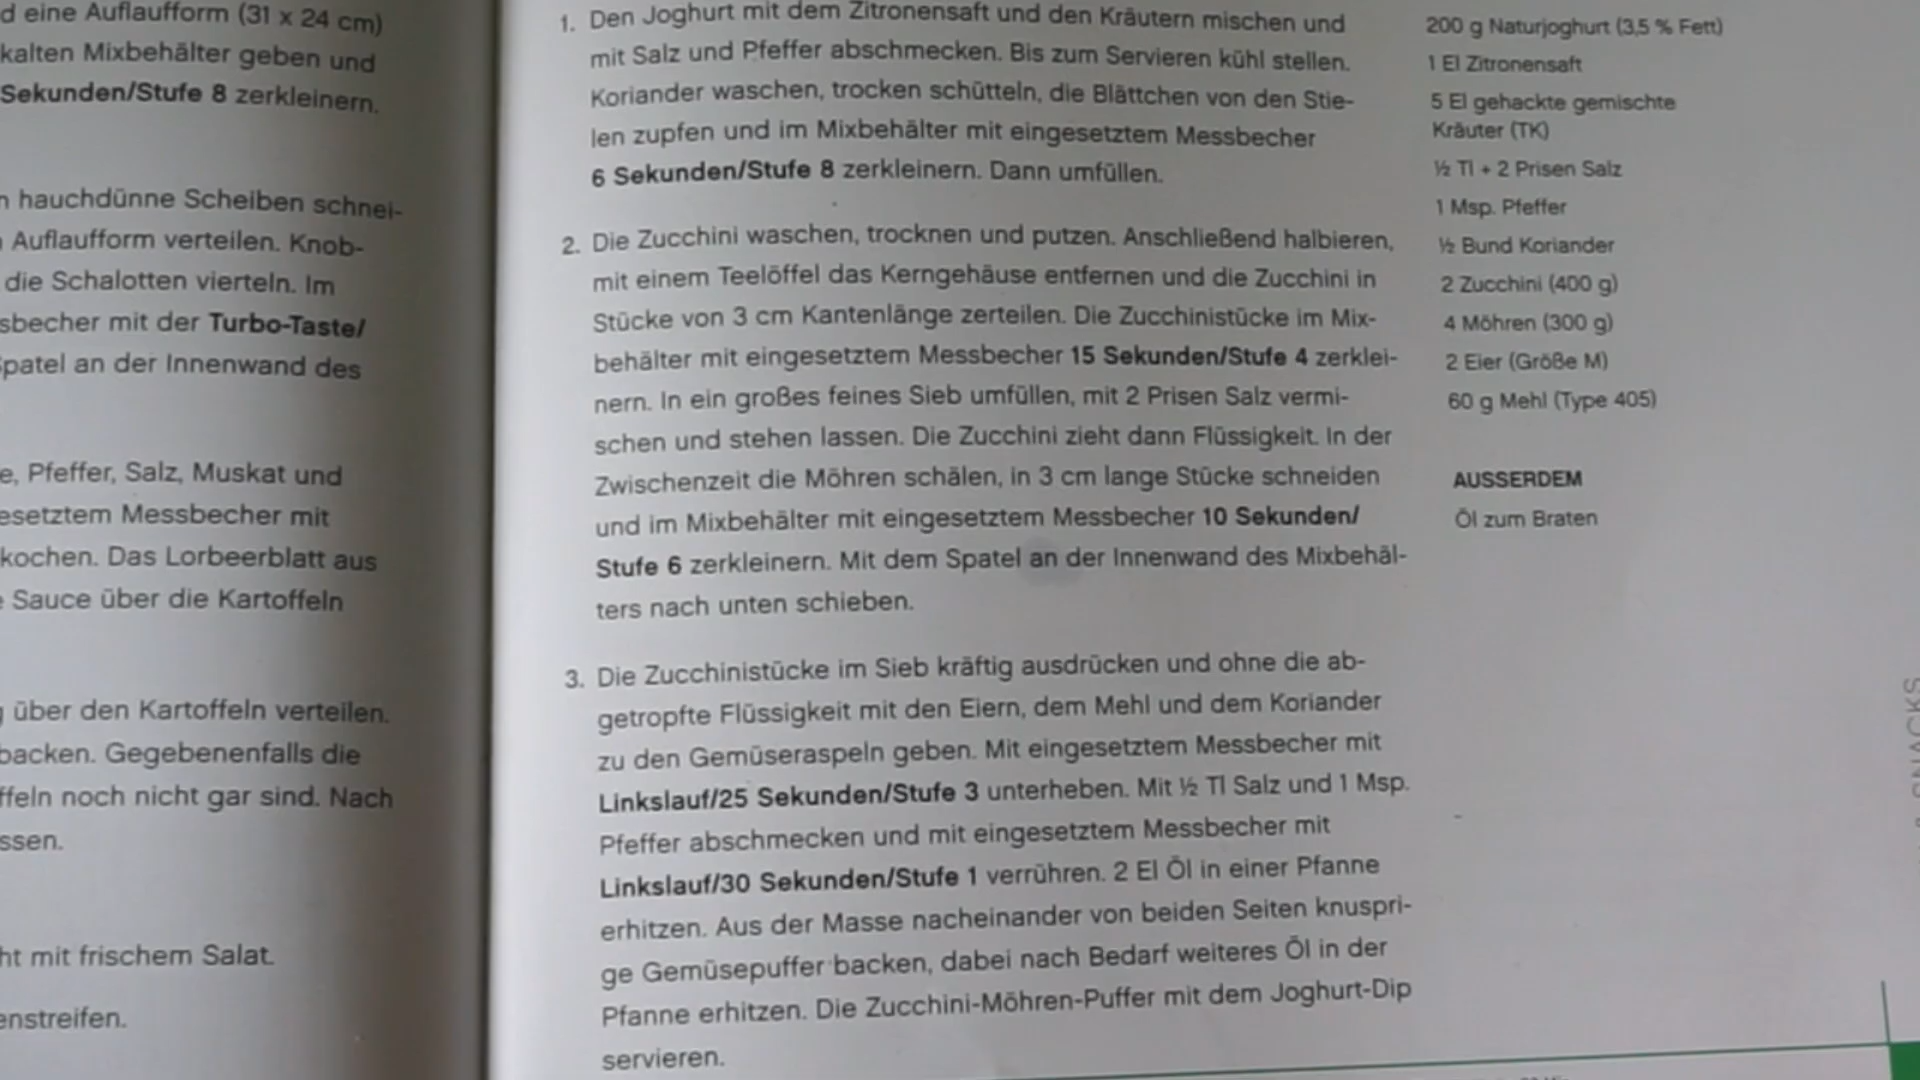 d eine Auflaufform (31 x 24 cm)
kalten Mixbehälter geben und
Sekunden/Stufe 8 zerkleinern.
n hauchdünne Scheiben schnei-
Auflaufform verteilen. Knob-
die Schalotten vierteln. Im
sbecher mit der Turbo-Taste/
Spatel an der Innenwand des
e, Pfeffer, Salz, Muskat und
esetztem Messbecher mit
kochen. Das Lorbeerblatt aus
e Sauce über die Kartoffeln
g über den Kartoffeln verteilen.
backen. Gegebenenfalls die
ffeln noch nicht gar sind. Nach
ssen.
ht mit frischem Salat.
enstreifen.
1. Den Joghurt mit dem Zitronensaft und den Kräutern mischen und
mit Salz und Pfeffer abschmecken. Bis zum Servieren kühl stellen.
Koriander waschen, trocken schütteln, die Blättchen von den Stie-
len zupfen und im Mixbehälter mit eingesetztem Messbecher
6 Sekunden/Stufe 8 zerkleinern. Dann umfüllen.
2. Die Zucchini waschen, trocknen und putzen. Anschließend halbieren,
mit einem Teelöffel das Kerngehäuse entfernen und die Zucchini in
Stücke von 3 cm Kantenlänge zerteilen. Die Zucchinistücke im Mix-
behälter mit eingesetztem Messbecher 15 Sekunden/Stufe 4 zerklei-
nern. In ein großes feines Sieb umfüllen, mit 2 Prisen Salz vermi-
schen und stehen lassen. Die Zucchini zieht dann Flüssigkeit. In der
Zwischenzeit die Möhren schälen, in 3 cm lange Stücke schneiden
und im Mixbehälter mit eingesetztem Messbecher 10 Sekunden/
Stufe 6 zerkleinern. Mit dem Spatel an der Innenwand des Mixbehäl-
ters nach unten schieben.
3. Die Zucchinistücke im Sieb kräftig ausdrücken und ohne die ab-
getropfte Flüssigkeit mit den Eiern, dem Mehl und dem Koriander
zu den Gemüseraspeln geben. Mit eingesetztem Messbecher mit
Linkslauf/25 Sekunden/Stufe 3 unterheben. Mit ½ Tl Salz und 1 Msp.
Pfeffer abschmecken und mit eingesetztem Messbecher mit
Linkslauf/30 Sekunden/Stufe 1 verrühren. 2 El Öl in einer Pfanne
erhitzen. Aus der Masse nacheinander von beiden Seiten knuspri-
ge Gemüsepuffer backen, dabei nach Bedarf weiteres Öl in der
Pfanne erhitzen. Die Zucchini-Möhren-Puffer mit dem Joghurt-Dip
servieren.
200 g Naturjoghurt (3,5 % Fett)
1 El Zitronensaft
5 El gehackte gemischte
Kräuter (TK)
½ Tl + 2 Prisen Salz
1 Msp. Pfeffer
½ Bund Koriander
2 Zucchini (400 g)
4 Möhren (300 g)
2 Eier (Größe M)
60 g Mehl (Type 405)
AUSSERDEM
Öl zum Braten